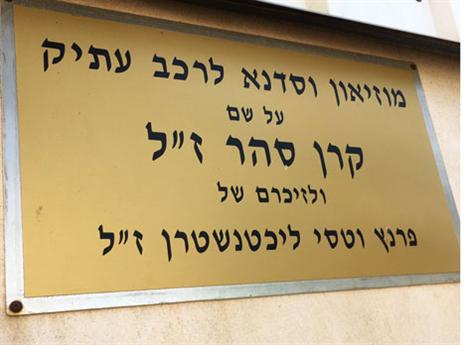 מוזיאון וסדנא לרכב עתיק
על שם
קרן סהר ז״ל
ולזיכרם של
פרנץ וטסי ליכטנשטרן ז״ל